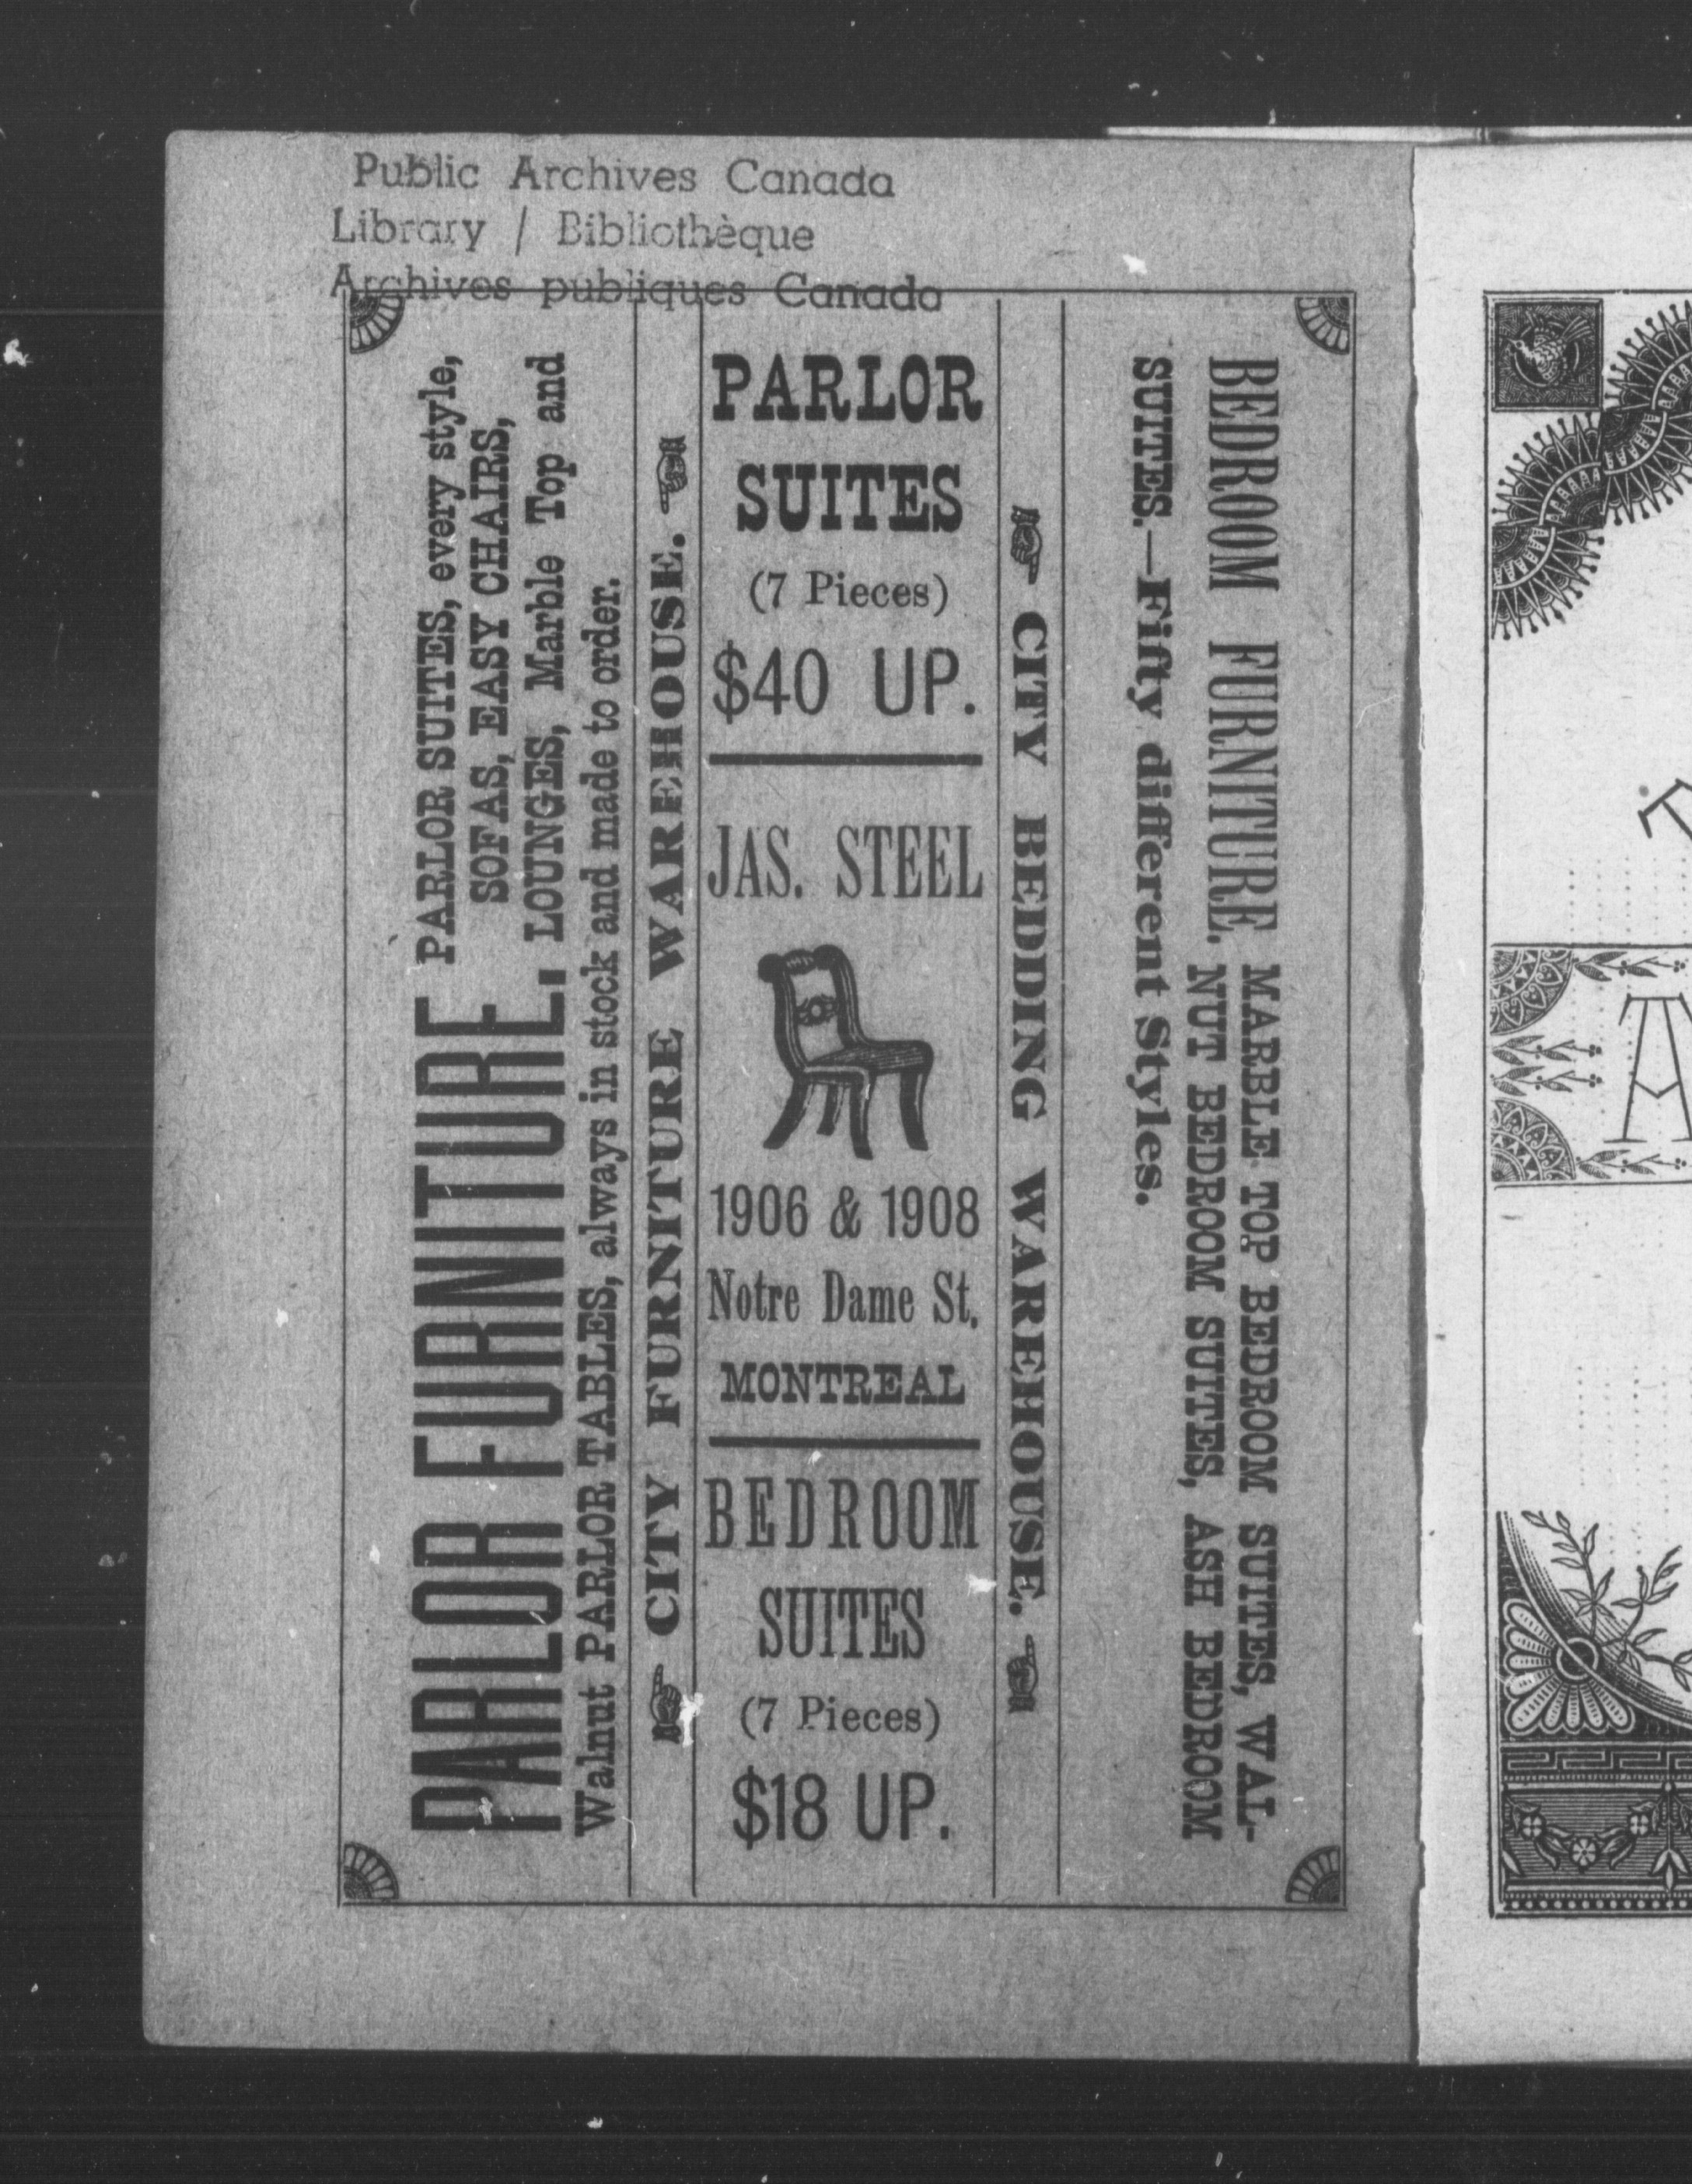 Public Archives Canada
Library / Bibliothèque
Archives publiques Canada
PARLOR FURNITURE.
PARLOR SUITES, every style,
SOFAS, EASY CHAIRS,
LOUNGES, Marble Top and
Walnut PARLOR TABLES, always in stock and made to order.
CITY FURNITURE WAREHOUSE.
PARLOR
SUITES
(7 Pieces)
$40 UP.
JAS. STEEL
1906 & 1908
Notre Dame St.
MONTREAL
BEDROOM
SUITES
(7 Pieces)
$18 UP.
CITY BEDDING WAREHOUSE.
BEDROOM FURNITURE.
MARBLE TOP BEDROOM SUITES, WAL-
NUT BEDROOM SUITES, ASH BEDROOM
SUITES.—Fifty different Styles.